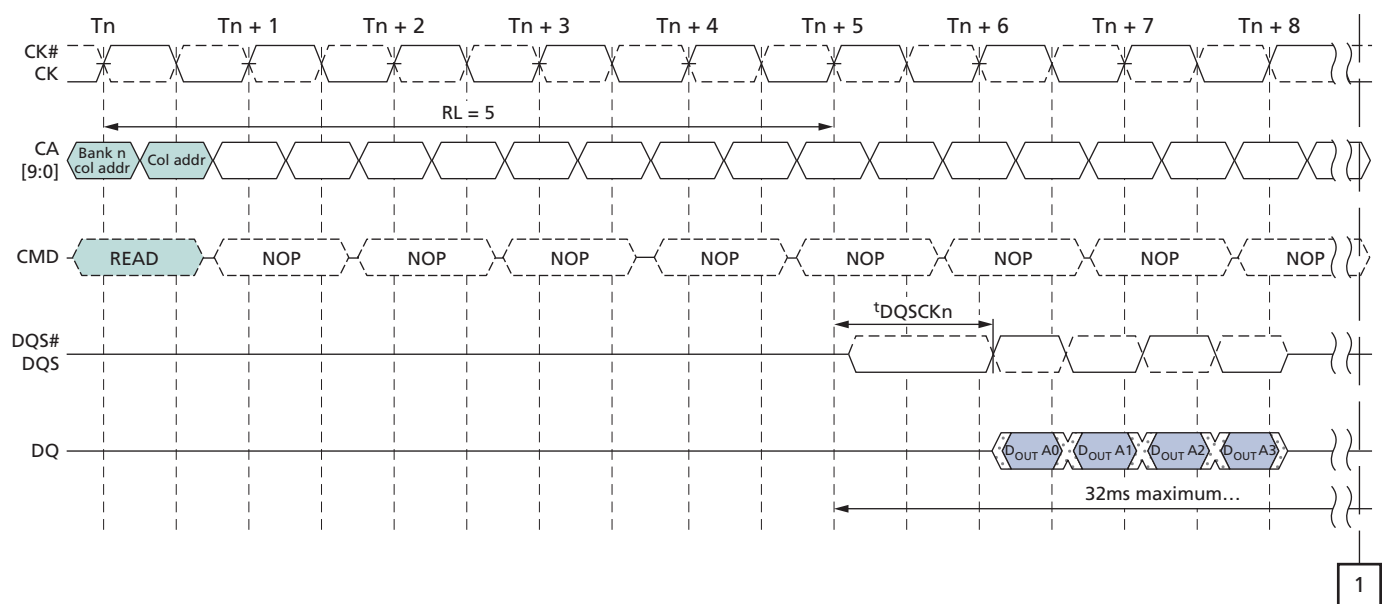 Tn Tn + 1 Tn + 2 Tn + 3 Tn + 4 Tn + 5 Tn + 6 Tn + 7 Tn + 8
CK#
CK
RL = 5
CA
[9:0]
Bank n
col addr
Col addr
CMD READ NOP NOP NOP NOP NOP NOP NOP NOP
tDQSCKn
DQS#
DQS
DQ DOUT A0 DOUT A1 DOUT A2 DOUT A3
32ms maximum…
1